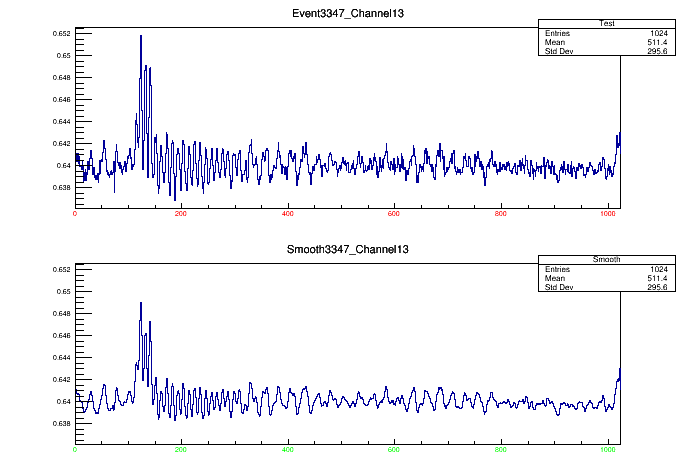 Event3347_Channel13
Test
Entries 1024
Mean 511.4
Std Dev 295.6
0.652
0.65
0.648
0.646
0.644
0.642
0.64
0.638
0 200 400 600 800 1000
Smooth3347_Channel13
Smooth
Entries 1024
Mean 511.4
Std Dev 295.6
0.652
0.65
0.648
0.646
0.644
0.642
0.64
0.638
0 200 400 600 800 1000